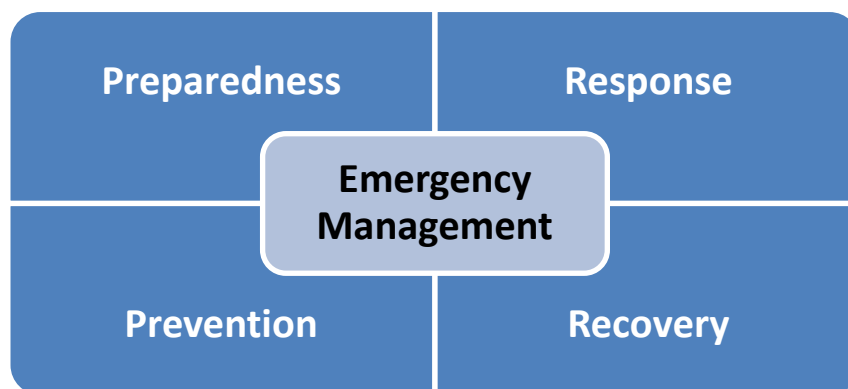 Preparedness
Response
Emergency
Management
Prevention
Recovery